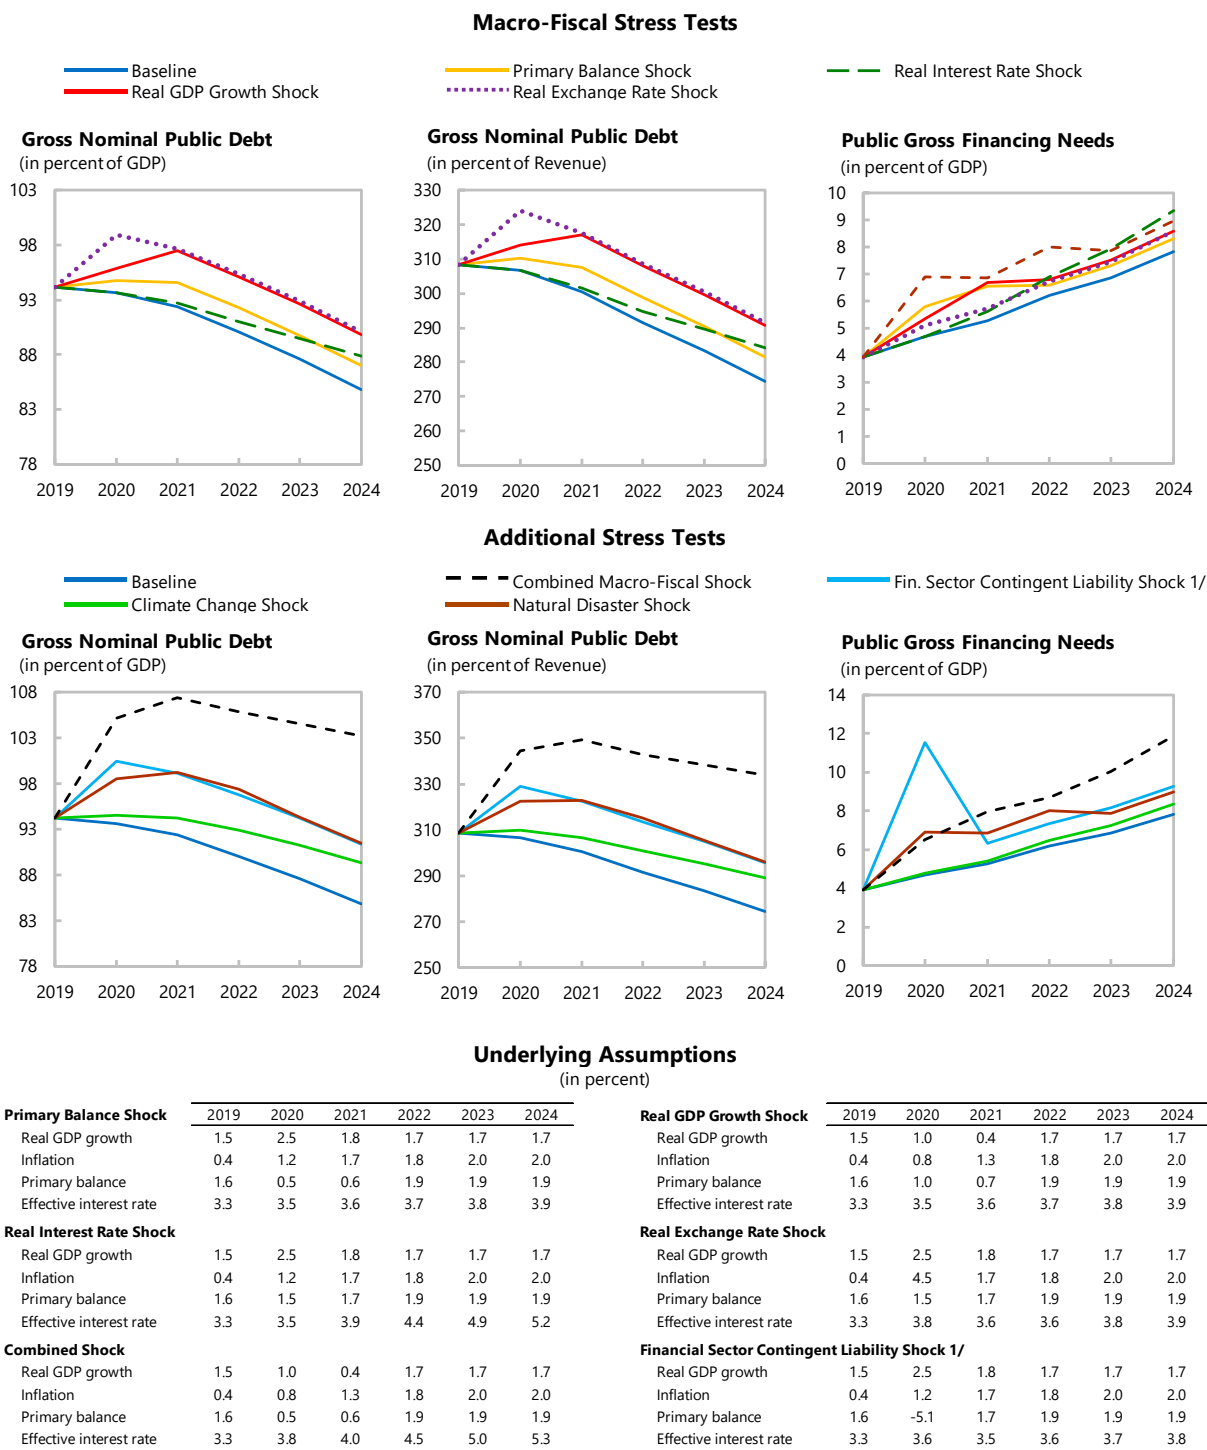 Macro-Fiscal Stress Tests
Baseline Primary Balance Shock Real Interest Rate Shock
Real GDP Growth Shock Real Exchange Rate Shock
Gross Nominal Public Debt
(in percent of GDP)
103
98
93
88
83
78
2019 2020 2021 2022 2023 2024
Gross Nominal Public Debt
(in percent of Revenue)
330
320
310
300
290
280
270
260
250
2019 2020 2021 2022 2023 2024
Public Gross Financing Needs
(in percent of GDP)
10
9
8
7
6
5
4
3
2
1
0
2019 2020 2021 2022 2023 2024
Additional Stress Tests
Baseline Combined Macro-Fiscal Shock Fin. Sector Contingent Liability Shock 1/
Climate Change Shock Natural Disaster Shock
Gross Nominal Public Debt
(in percent of GDP)
108
103
98
93
88
83
78
2019 2020 2021 2022 2023 2024
Gross Nominal Public Debt
(in percent of Revenue)
370
350
330
310
290
270
250
2019 2020 2021 2022 2023 2024
Public Gross Financing Needs
(in percent of GDP)
14
12
10
8
6
4
2
0
2019 2020 2021 2022 2023 2024
Underlying Assumptions
(in percent)
Primary Balance Shock 2019 2020 2021 2022 2023 2024
Real GDP growth 1.5 2.5 1.8 1.7 1.7 1.7
Inflation 0.4 1.2 1.7 1.8 2.0 2.0
Primary balance 1.6 0.5 0.6 1.9 1.9 1.9
Effective interest rate 3.3 3.5 3.6 3.7 3.8 3.9
Real Interest Rate Shock
Real GDP growth 1.5 2.5 1.8 1.7 1.7 1.7
Inflation 0.4 1.2 1.7 1.8 2.0 2.0
Primary balance 1.6 1.5 1.7 1.9 1.9 1.9
Effective interest rate 3.3 3.5 3.9 4.4 4.9 5.2
Combined Shock
Real GDP growth 1.5 1.0 0.4 1.7 1.7 1.7
Inflation 0.4 0.8 1.3 1.8 2.0 2.0
Primary balance 1.6 0.5 0.6 1.9 1.9 1.9
Effective interest rate 3.3 3.8 4.0 4.5 5.0 5.3
Real GDP Growth Shock 2019 2020 2021 2022 2023 2024
Real GDP growth 1.5 1.0 0.4 1.7 1.7 1.7
Inflation 0.4 0.8 1.3 1.8 2.0 2.0
Primary balance 1.6 1.0 0.7 1.9 1.9 1.9
Effective interest rate 3.3 3.5 3.6 3.7 3.8 3.9
Real Exchange Rate Shock
Real GDP growth 1.5 2.5 1.8 1.7 1.7 1.7
Inflation 0.4 4.5 1.7 1.8 2.0 2.0
Primary balance 1.6 1.5 1.7 1.9 1.9 1.9
Effective interest rate 3.3 3.8 3.6 3.6 3.8 3.9
Financial Sector Contingent Liability Shock 1/
Real GDP growth 1.5 2.5 1.8 1.7 1.7 1.7
Inflation 0.4 1.2 1.7 1.8 2.0 2.0
Primary balance 1.6 -5.1 1.7 1.9 1.9 1.9
Effective interest rate 3.3 3.6 3.5 3.6 3.7 3.8